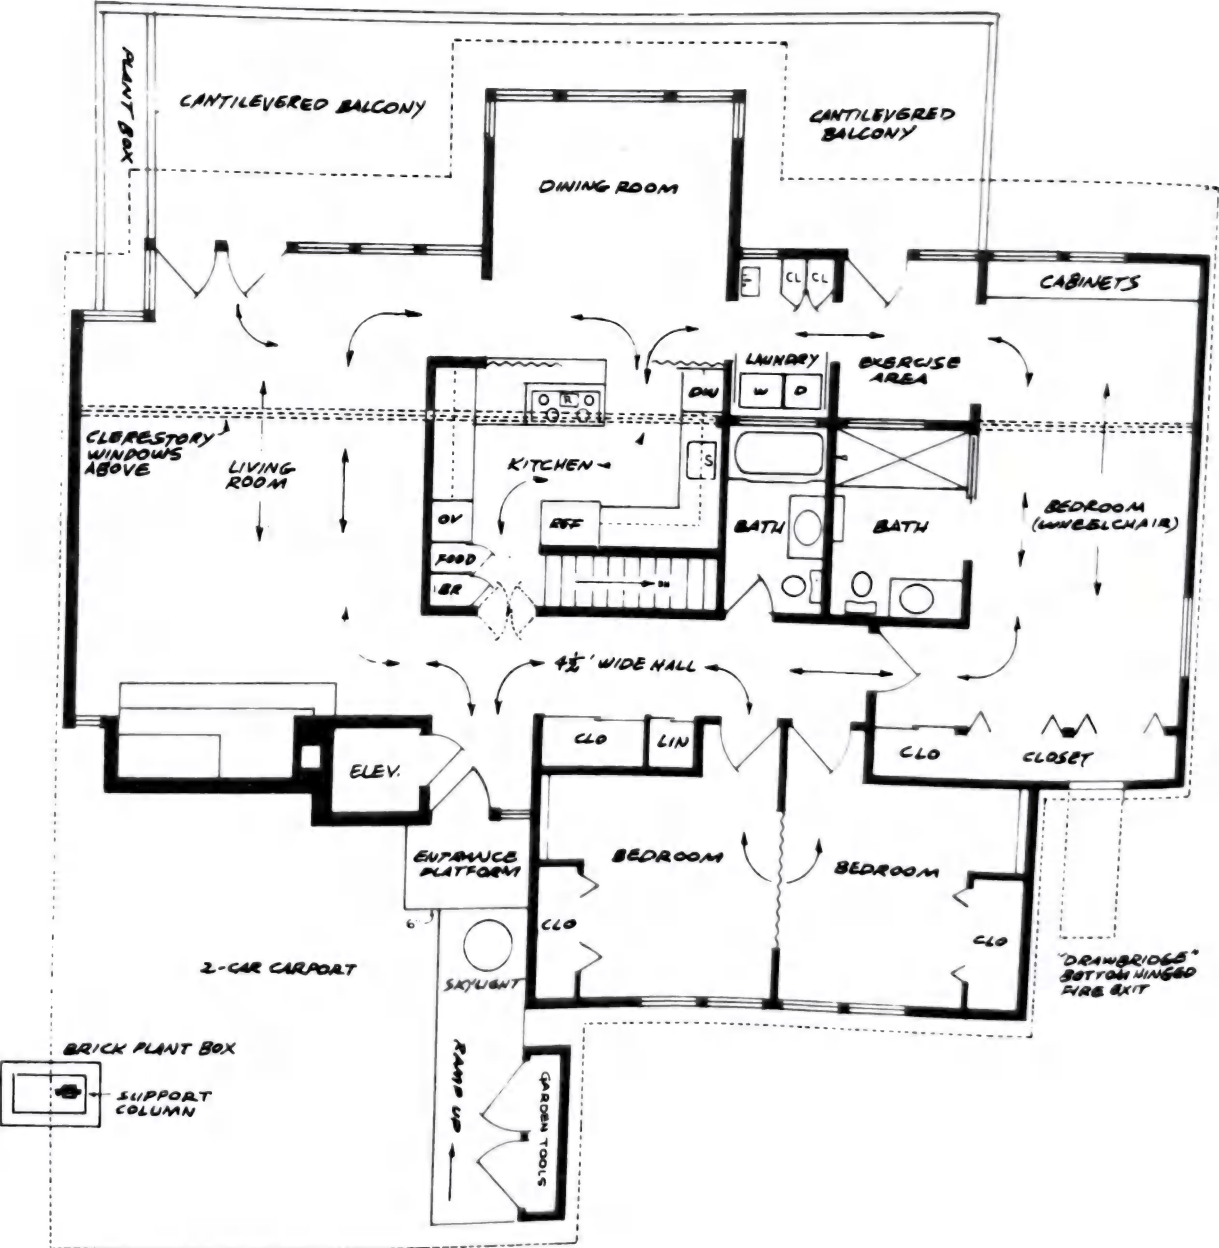 PLANT BOX
CANTILEVERED BALCONY
CANTILEVERED
BALCONY
DINING ROOM
CL
CL
CABINETS
LAUNDRY
W
D
EXERCISE
AREA
R
DW
CLERESTORY
WINDOWS
ABOVE
LIVING
ROOM
KITCHEN
S
OV
REF
FOOD
BR
DN
BATH
BATH
BEDROOM
(WHEELCHAIR)
4½' WIDE HALL
CLO
LIN
CLO
CLOSET
ELEV.
ENTRANCE
PLATFORM
BEDROOM
BEDROOM
6"
CLO
CLO
SKYLIGHT
2-CAR CARPORT
"DRAWBRIDGE"
BOTTOM HINGED
FIRE EXIT
BRICK PLANT BOX
SUPPORT
COLUMN
RAMP UP
GARDEN TOOLS